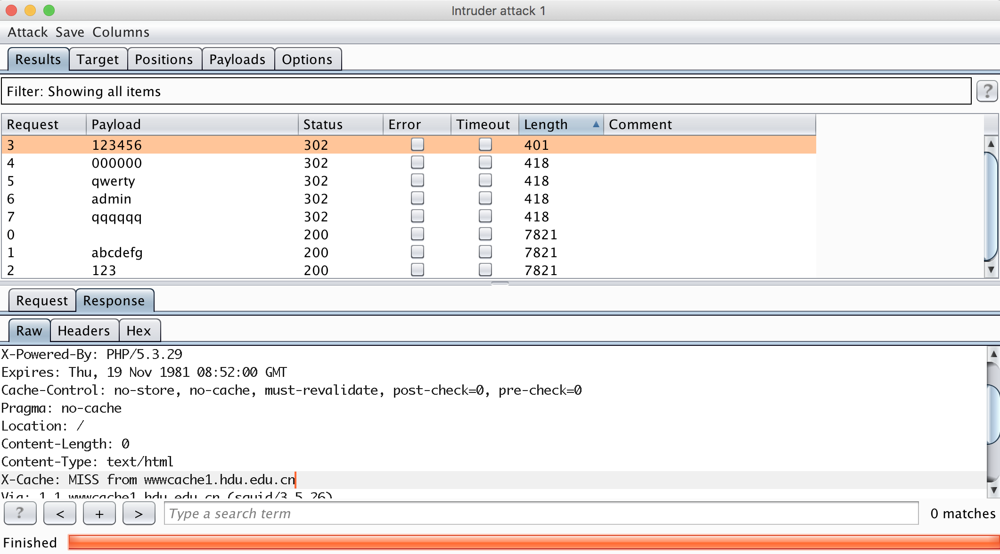 Intruder attack 1
Attack Save Columns
Results Target Positions Payloads Options
Filter: Showing all items
?
Request Payload Status Error Timeout Length Comment
3 123456 302 401
4 000000 302 418
5 qwerty 302 418
6 admin 302 418
7 qqqqqq 302 418
0 200 7821
1 abcdefg 200 7821
2 123 200 7821
Request Response
Raw Headers Hex
X-Powered-By: PHP/5.3.29
Expires: Thu, 19 Nov 1981 08:52:00 GMT
Cache-Control: no-store, no-cache, must-revalidate, post-check=0, pre-check=0
Pragma: no-cache
Location: /
Content-Length: 0
Content-Type: text/html
X-Cache: MISS from wwwcache1.hdu.edu.cn
Via: 1.1 wwwcache1.hdu.edu.cn (squid/3.5.26)
? < + > Type a search term 0 matches
Finished